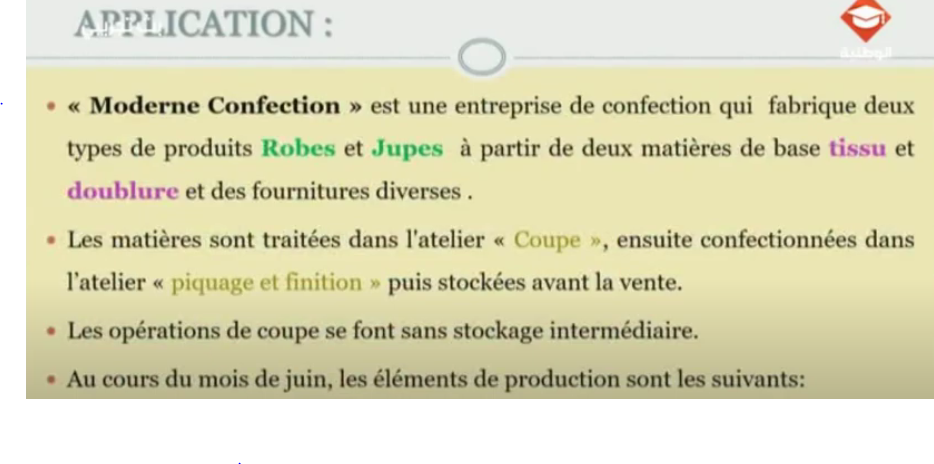 APPLICATION :
الوطنية
• « Moderne Confection » est une entreprise de confection qui fabrique deux
types de produits Robes et Jupes à partir de deux matières de base tissu et
doublure et des fournitures diverses .
• Les matières sont traitées dans l'atelier « Coupe », ensuite confectionnées dans
l'atelier « piquage et finition » puis stockées avant la vente.
• Les opérations de coupe se font sans stockage intermédiaire.
• Au cours du mois de juin, les éléments de production sont les suivants: